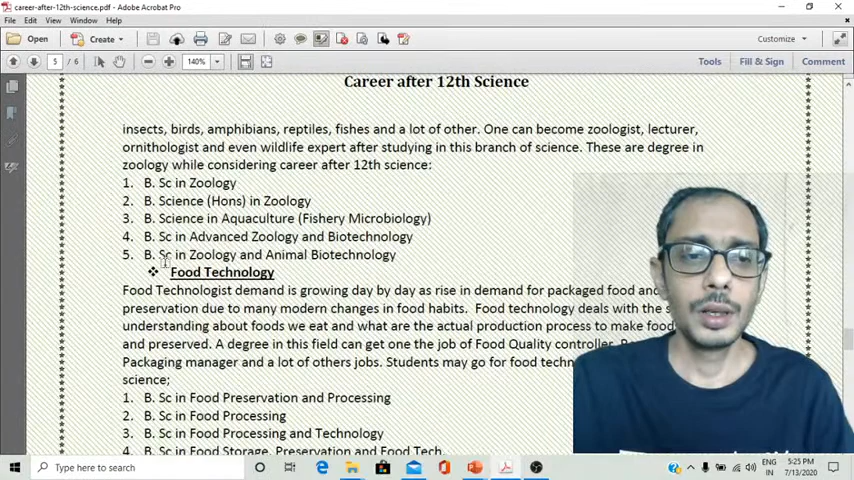 career-after-12th-science.pdf - Adobe Acrobat Pro
File Edit View Window Help
Open Create Customize
5 / 6 140% Tools Fill & Sign Comment
Career after 12th Science
insects, birds, amphibians, reptiles, fishes and a lot of other. One can become zoologist, lecturer,
ornithologist and even wildlife expert after studying in this branch of science. These are degree in
zoology while considering career after 12th science:
1. B. Sc in Zoology
2. B. Science (Hons) in Zoology
3. B. Science in Aquaculture (Fishery Microbiology)
4. B. Sc in Advanced Zoology and Biotechnology
5. B. Sc in Zoology and Animal Biotechnology
❖ Food Technology
Food Technologist demand is growing day by day as rise in demand for packaged food and
preservation due to many modern changes in food habits. Food technology deals with the
understanding about foods we eat and what are the actual production process to make food
and preserved. A degree in this field can get one the job of Food Quality controller,
Packaging manager and a lot of others jobs. Students may go for food
science;
1. B. Sc in Food Preservation and Processing
2. B. Sc in Food Processing
3. B. Sc in Food Processing and Technology
4. B. Sc in Food Storage, Preservation and Food Tech.
Type here to search
ENG 5:25 PM
IN 7/13/2020